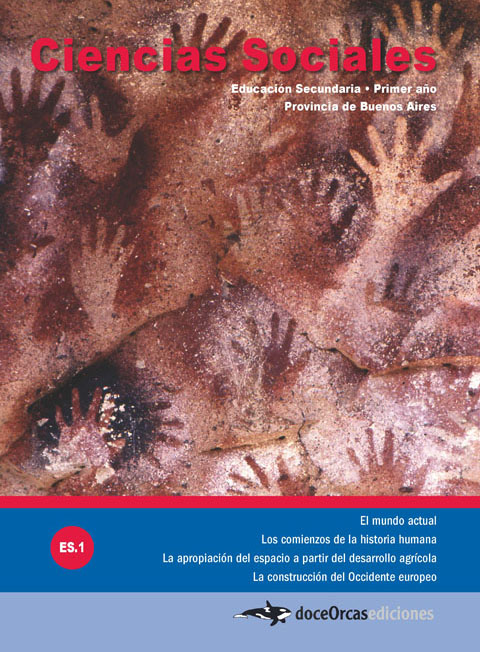 Ciencias Sociales
Educación Secundaria • Primer año
Provincia de Buenos Aires
ES.1
El mundo actual
Los comienzos de la historia humana
La apropiación del espacio a partir del desarrollo agrícola
La construcción del Occidente europeo
doceOrcasediciones